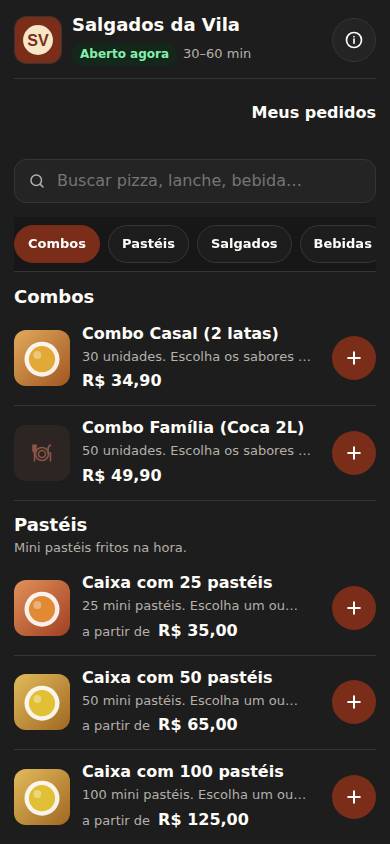 SV
Salgados da Vila
Aberto agora 30–60 min
Meus pedidos
Buscar pizza, lanche, bebida…
Combos Pastéis Salgados Bebidas
Combos
Combo Casal (2 latas)
30 unidades. Escolha os sabores …
R$ 34,90
Combo Família (Coca 2L)
50 unidades. Escolha os sabores …
R$ 49,90
Pastéis
Mini pastéis fritos na hora.
Caixa com 25 pastéis
25 mini pastéis. Escolha um ou…
a partir de R$ 35,00
Caixa com 50 pastéis
50 mini pastéis. Escolha um ou…
a partir de R$ 65,00
Caixa com 100 pastéis
100 mini pastéis. Escolha um ou…
a partir de R$ 125,00